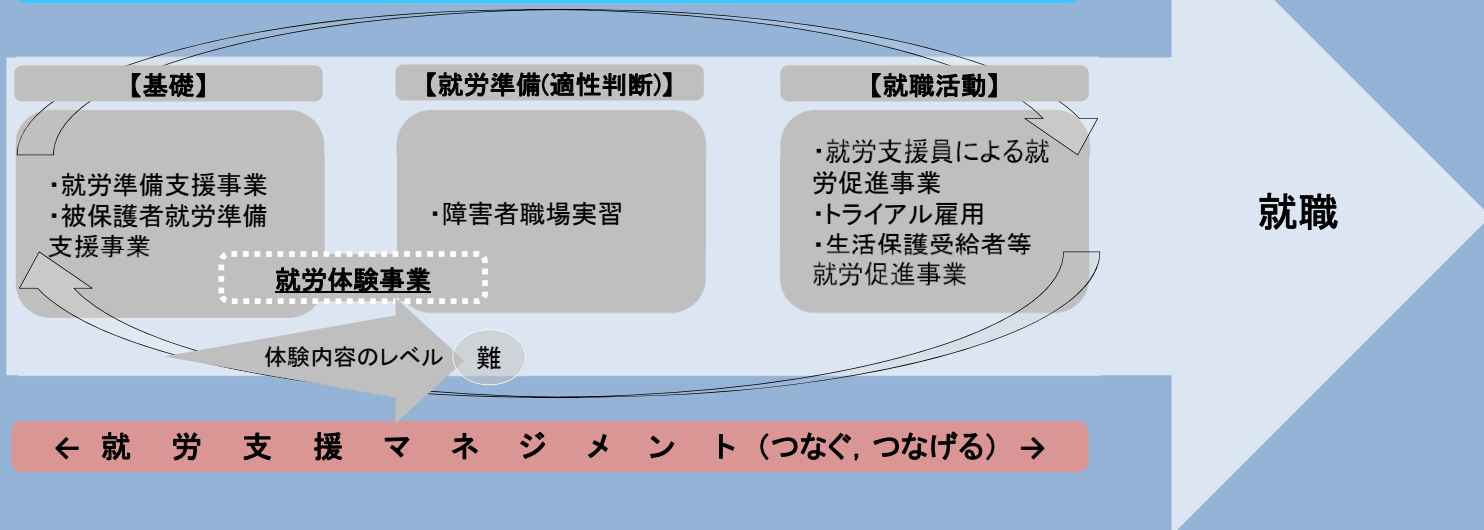 【基礎】
【就労準備(適性判断)】
【就職活動】
・就労準備支援事業
・被保護者就労準備
支援事業
・障害者職場実習
・就労支援員による就
労促進事業
・トライアル雇用
・生活保護受給者等
就労促進事業
就労体験事業
体験内容のレベル
難
就職
← 就 労 支 援 マ ネ ジ メ ン ト (つなぐ, つなげる) →